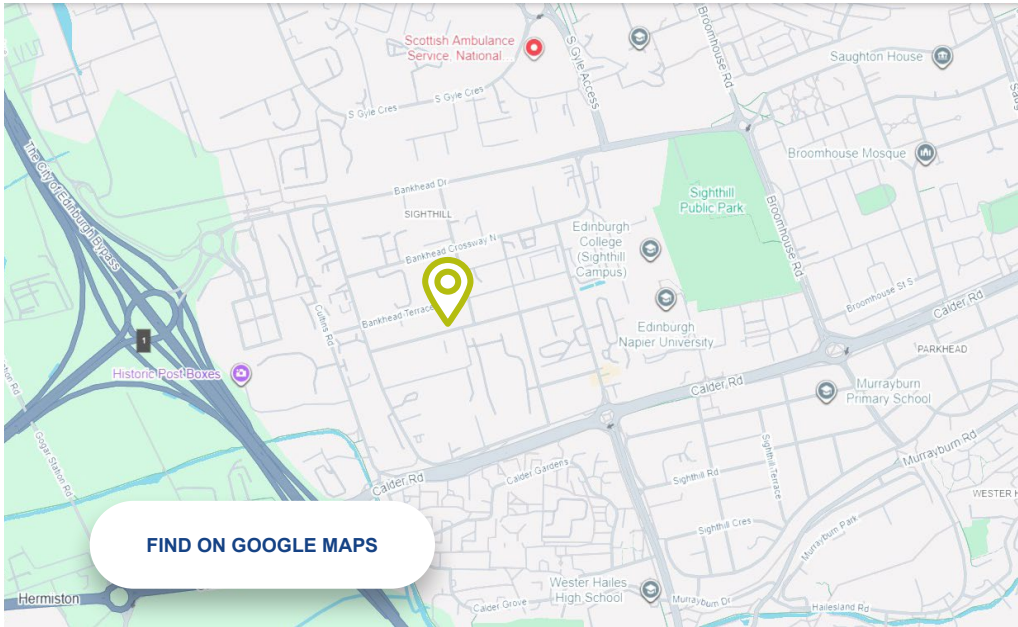 Scottish Ambulance
Service, National...
S Gyle Access
Broomhouse Rd
Saughton House
S Gyle Cres
S Gyle Cres
The City of Edinburgh Bypass
Broomhouse Mosque
Bankhead Dr
Sighthill
Public Park
SIGHTHILL
Edinburgh
College
(Sighthill
Campus)
Broomhouse Rd
Bankhead Crossway N
Broomhouse St S
Calder Rd
Cultins Rd
Bankhead Terrace
Edinburgh
Napier University
1
PARKHEAD
Historic Post Boxes
Calder Rd
Murrayburn
Primary School
Gogar Station Rd
Sighthill Terrace
Murrayburn Rd
Calder Rd
Calder Gardens
Sighthill Rd
WESTER H
Sighthill Cres
Murrayburn Park
FIND ON GOOGLE MAPS
Wester Hailes
High School
Hermiston
Calder Grove
Murrayburn Dr
Hailesland Rd